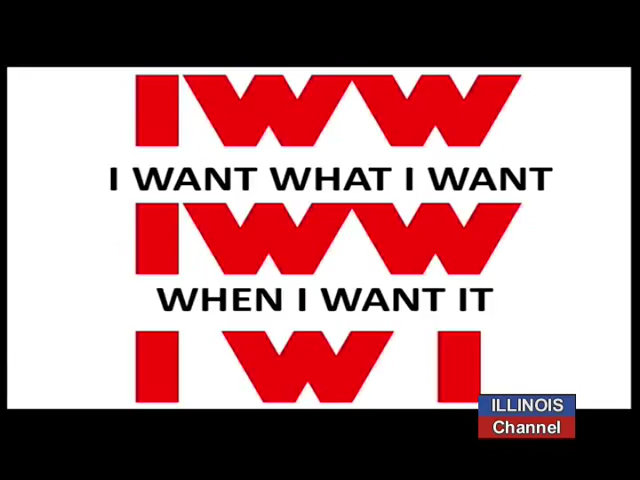 IWW
I WANT WHAT I WANT
IWW
WHEN I WANT IT
I W I
ILLINOIS
Channel